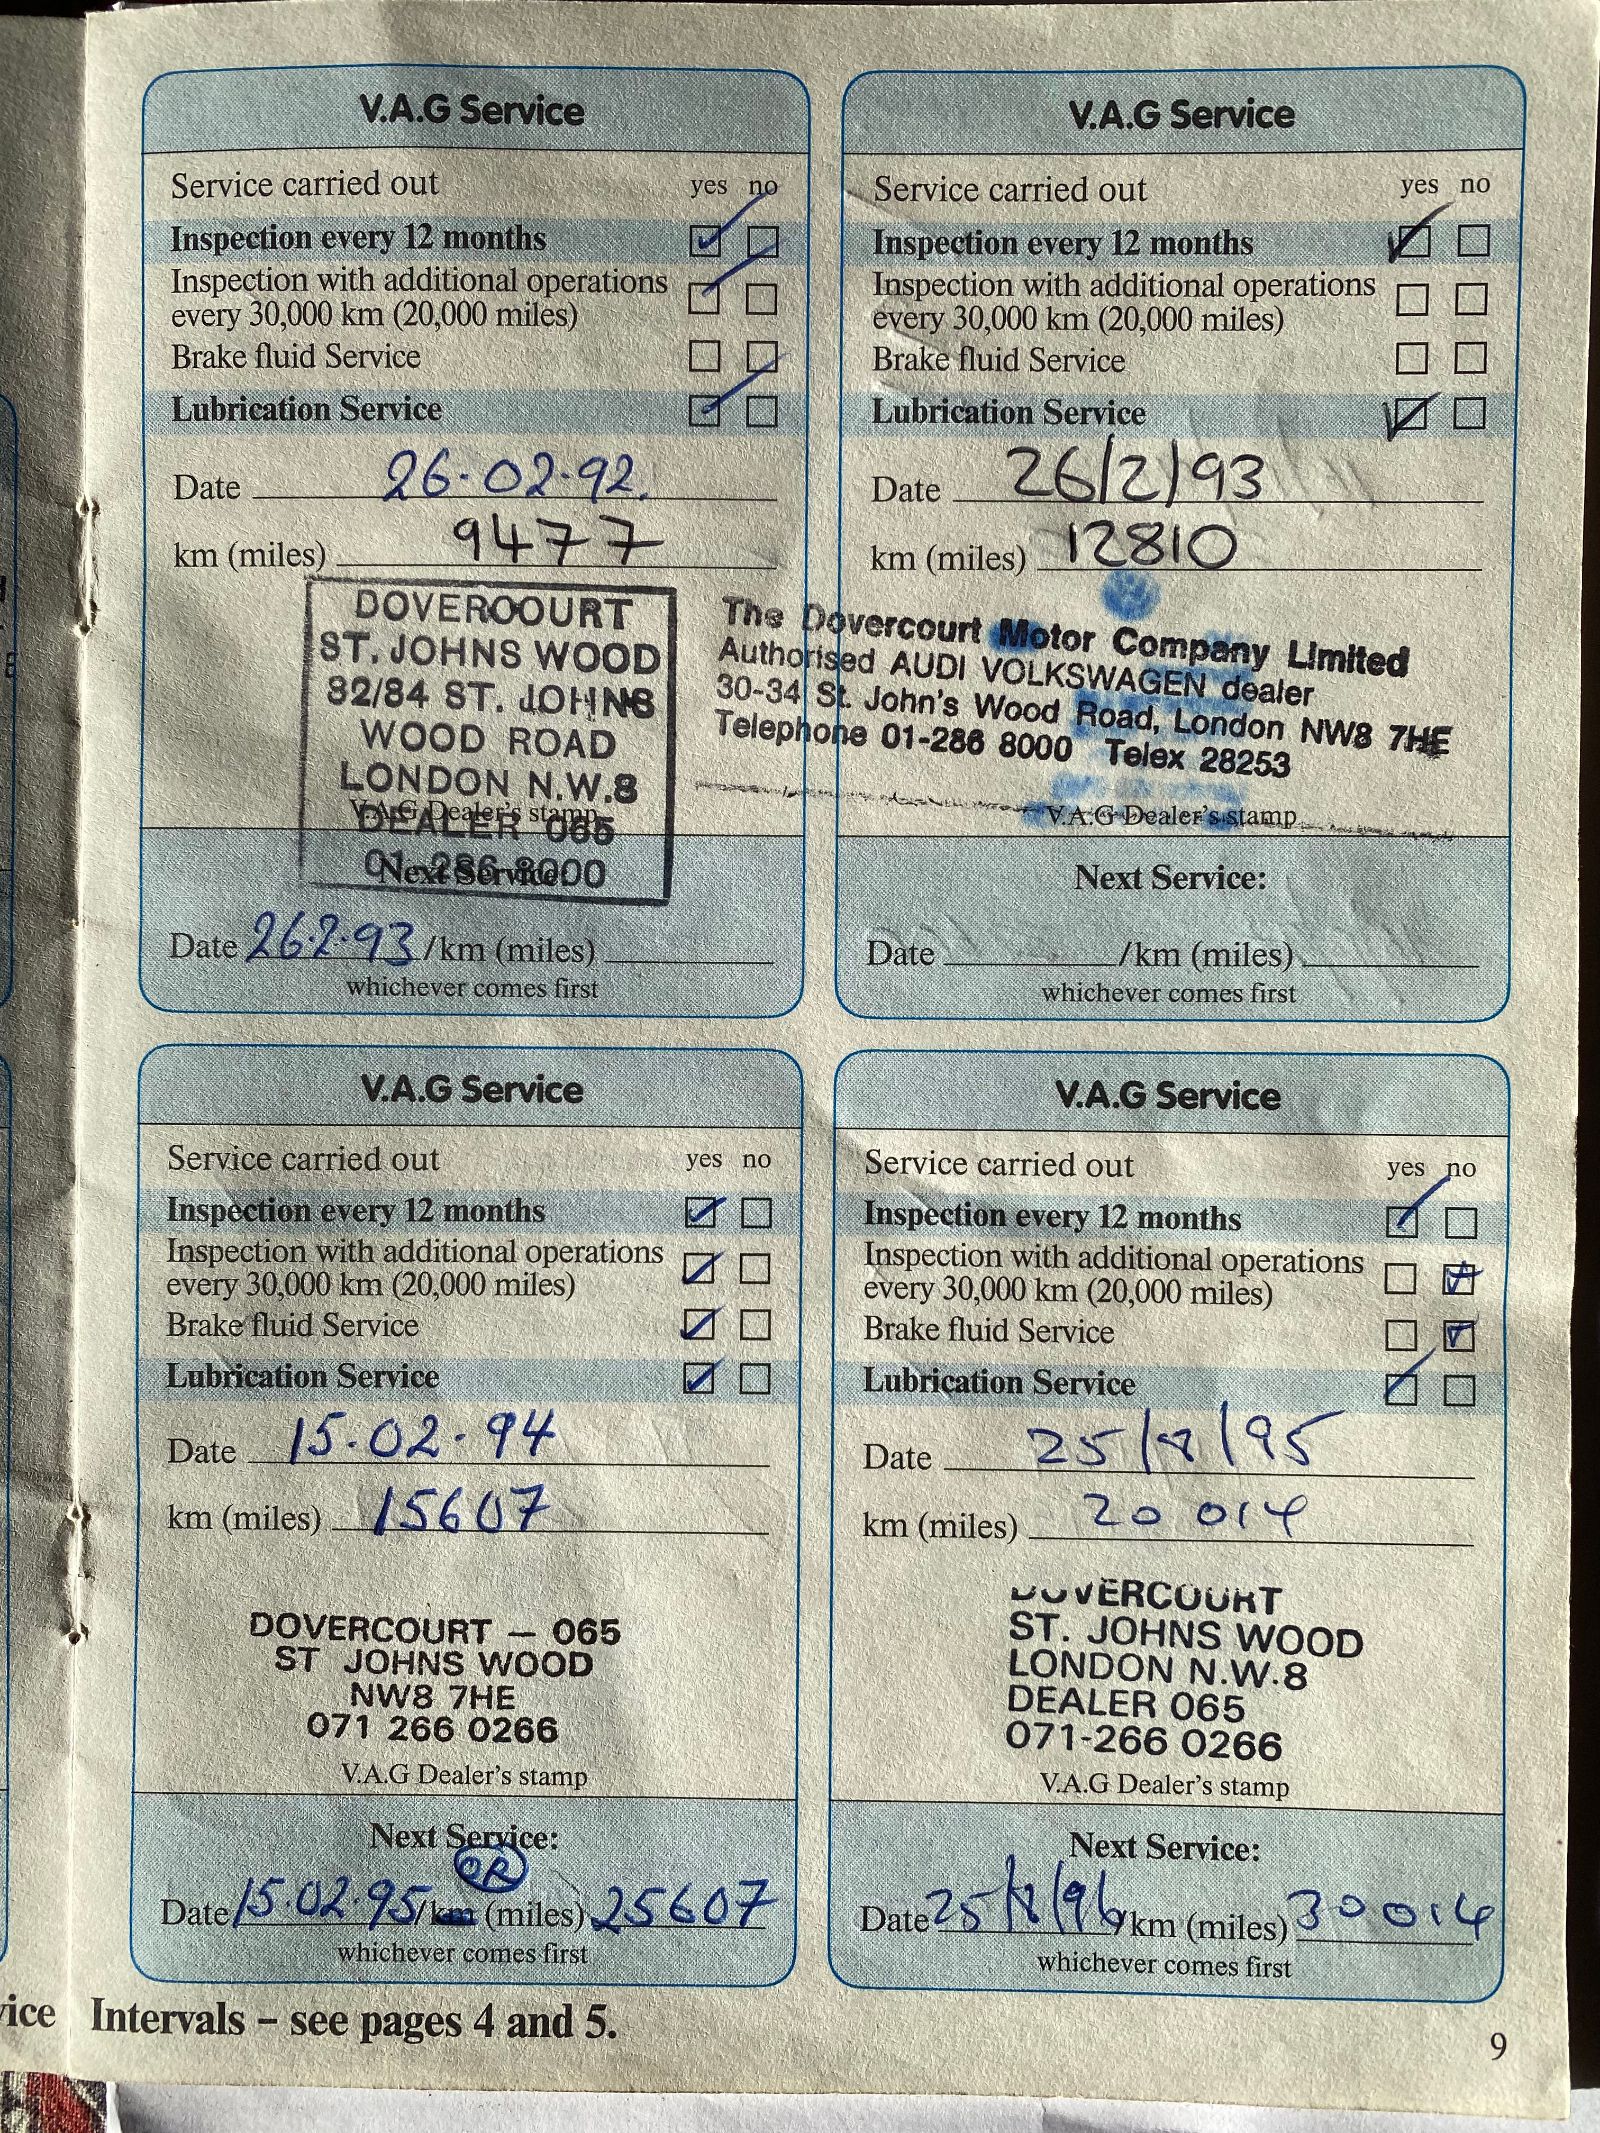 V.A.G Service
Service carried out yes no
Inspection every 12 months
Inspection with additional operations
every 30,000 km (20,000 miles)
Brake fluid Service
Lubrication Service
Date 26.02.92.
km (miles) 9477
DOVERCOURT
ST. JOHNS WOOD
82/84 ST. JOHNS
WOOD ROAD
LONDON N.W.8
V.A.G Dealer's stamp
DEALER 065
01-286 8000
Next Service:
Date 26.2.93 /km (miles)
whichever comes first
V.A.G Service
Service carried out yes no
Inspection every 12 months
Inspection with additional operations
every 30,000 km (20,000 miles)
Brake fluid Service
Lubrication Service
Date 26/2/93
km (miles) 12810
The Dovercourt Motor Company Limited
Authorised AUDI VOLKSWAGEN dealer
30-34 St. John's Wood Road, London NW8 7HE
Telephone 01-286 8000 Telex 28253
V.A.G Dealer's stamp
Next Service:
Date /km (miles)
whichever comes first
V.A.G Service
Service carried out yes no
Inspection every 12 months
Inspection with additional operations
every 30,000 km (20,000 miles)
Brake fluid Service
Lubrication Service
Date 15.02.94
km (miles) 15607
DOVERCOURT — 065
ST JOHNS WOOD
NW8 7HE
071 266 0266
V.A.G Dealer's stamp
Next Service:
OR
Date 15.02.95 /km (miles) 25607
whichever comes first
V.A.G Service
Service carried out yes no
Inspection every 12 months
Inspection with additional operations
every 30,000 km (20,000 miles)
Brake fluid Service
Lubrication Service
Date
km (miles) 20 014
DOVERCOURT
ST. JOHNS WOOD
LONDON N.W.8
DEALER 065
071-266 0266
V.A.G Dealer's stamp
Next Service:
Date /km (miles) 30014
whichever comes first
Intervals – see pages 4 and 5.
9